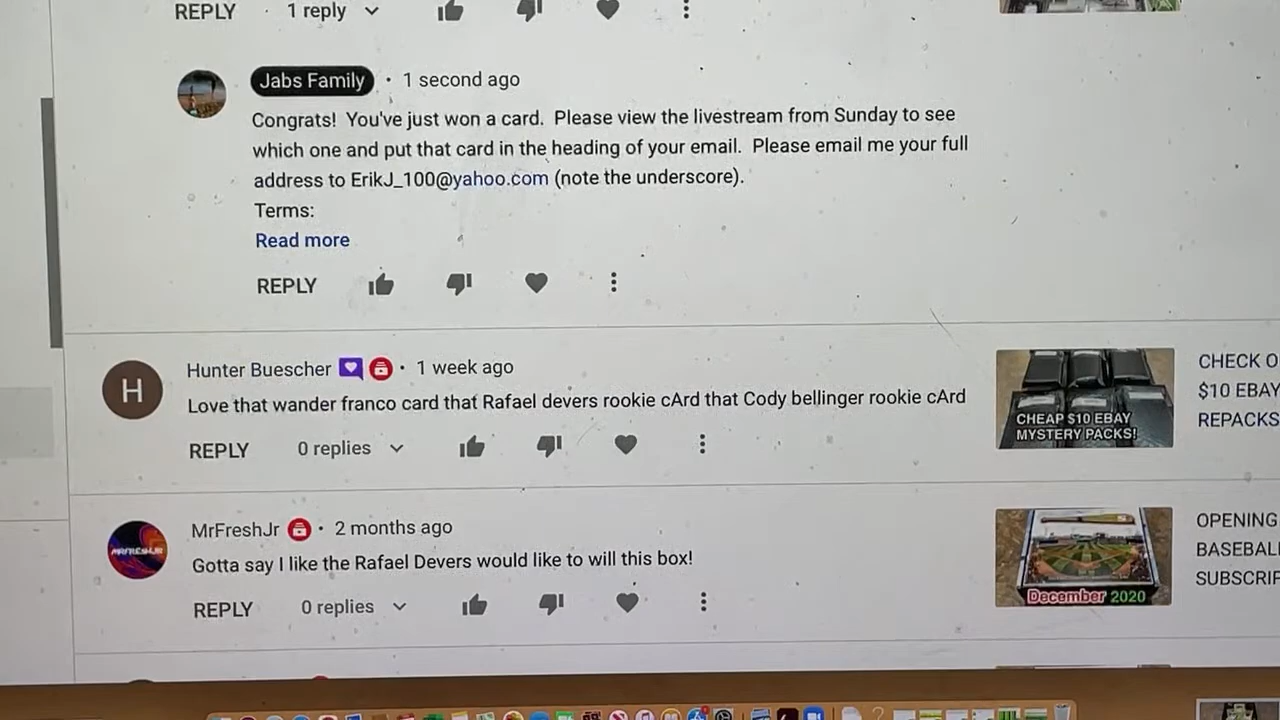 REPLY · 1 reply
Jabs Family · 1 second ago
Congrats! You've just won a card. Please view the livestream from Sunday to see
which one and put that card in the heading of your email. Please email me your full
address to ErikJ_100@yahoo.com (note the underscore).
Terms:
Read more
REPLY
H
Hunter Buescher · 1 week ago
Love that wander franco card that Rafael devers rookie cArd that Cody bellinger rookie cArd
REPLY 0 replies
CHEAP $10 EBAY
MYSTERY PACKS!
CHECK O
$10 EBAY
REPACKS
MRFRESHJR
MrFreshJr · 2 months ago
Gotta say I like the Rafael Devers would like to will this box!
REPLY 0 replies
December 2020
OPENING
BASEBALL
SUBSCRIP